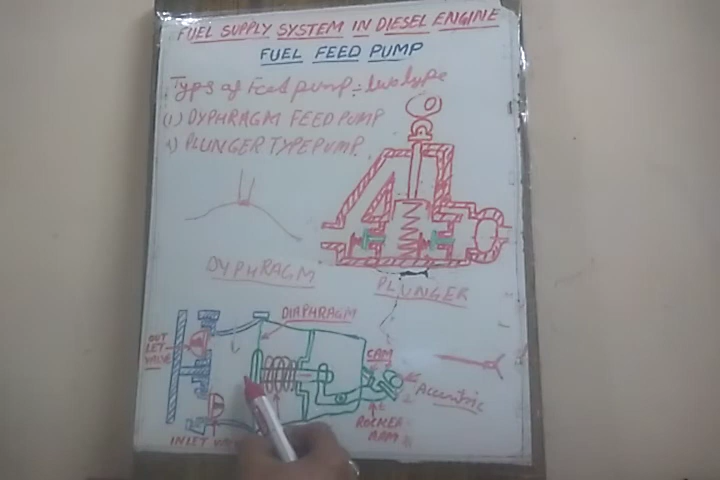 FUEL SUPPLY SYSTEM IN DIESEL ENGINE
FUEL FEED PUMP
Types of Feed pump :- two type
(1) DYPHRAGM FEED PUMP
PLUNGER TYPE PUMP.
DYPHRAGM
PLUNGER
DIAPHRAGM
OUT
LET
VALVE
CAM
Accentric
ROCKER
ARM
INLET